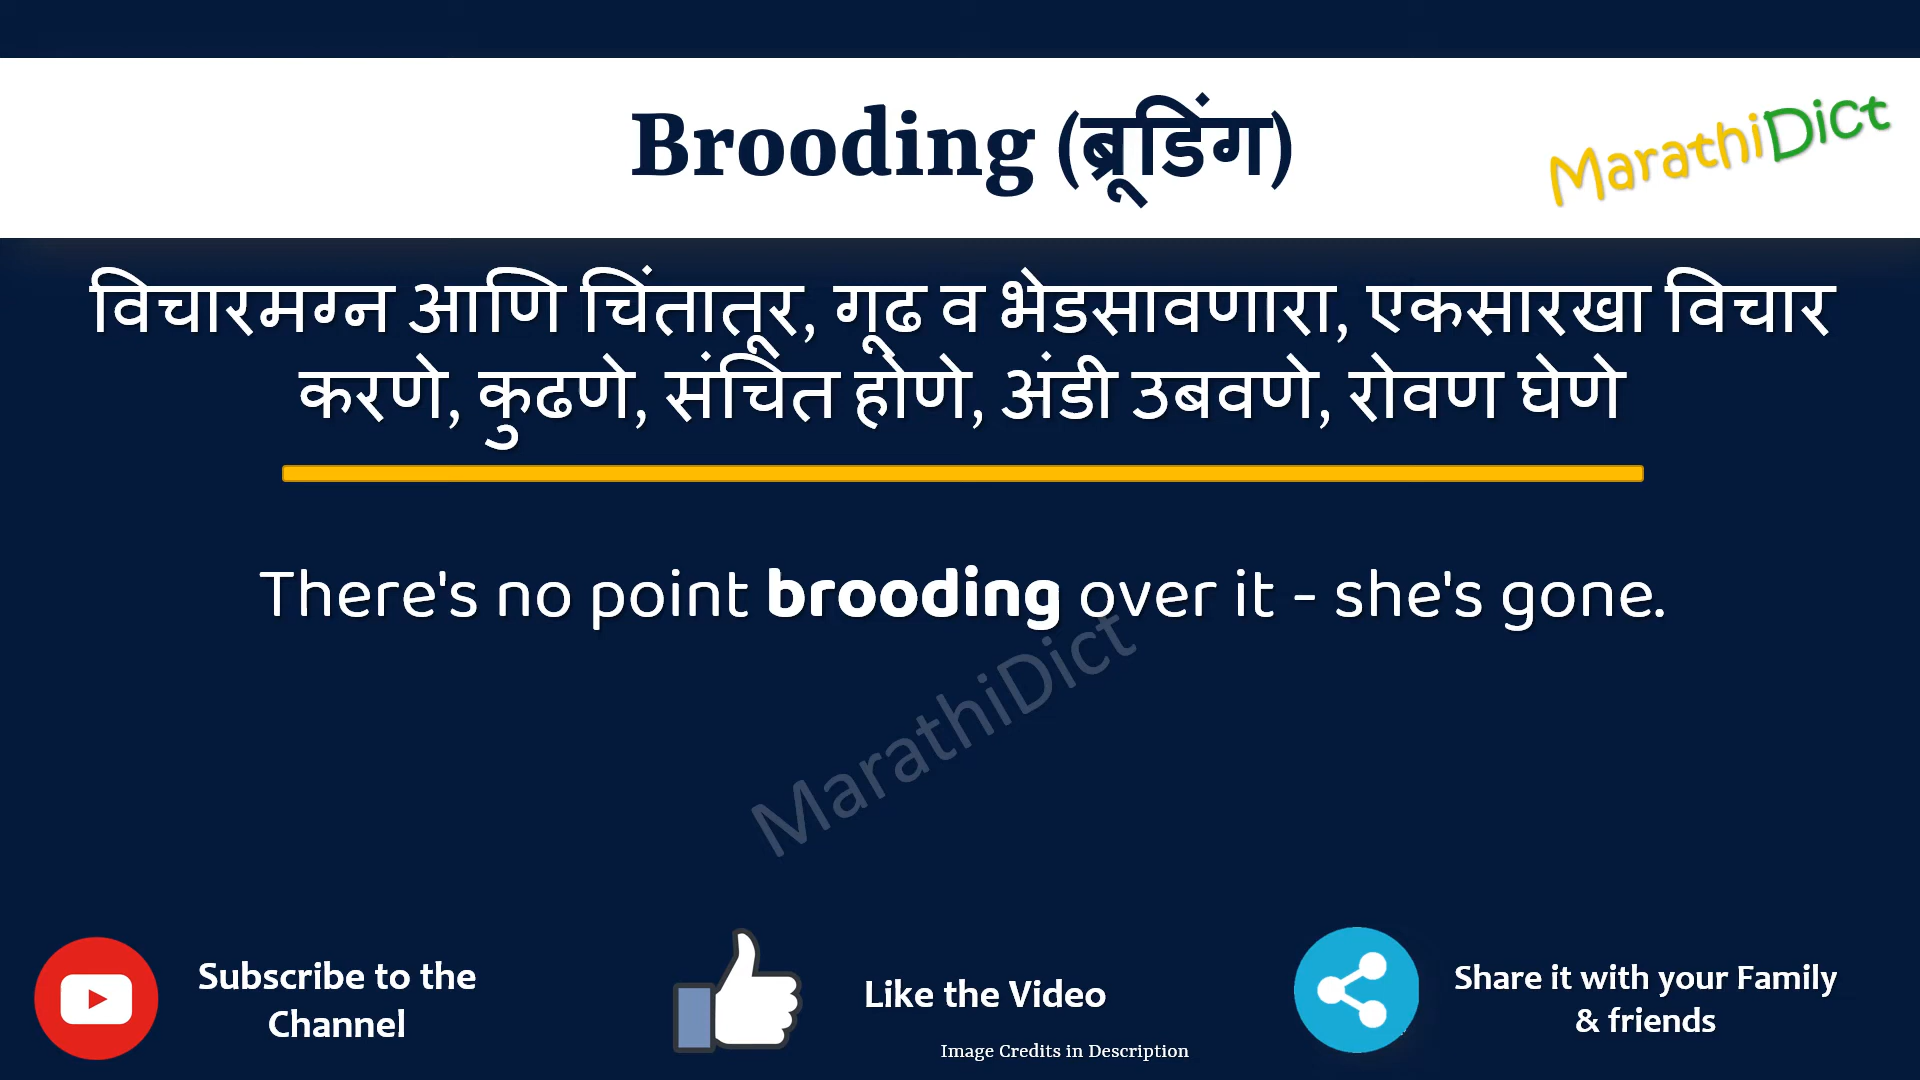 Brooding (ब्रूडिंग)
MarathiDict
विचारमग्न आणि चिंतातूर, गूढ व भेडसावणारा, एकसारखा विचार
करणे, कुढणे, संचित होणे, अंडी उबवणे, रोवण घेणे
There's no point brooding over it - she's gone.
MarathiDict
Subscribe to the
Channel
Like the Video
Share it with your Family
& friends
Image Credits in Description